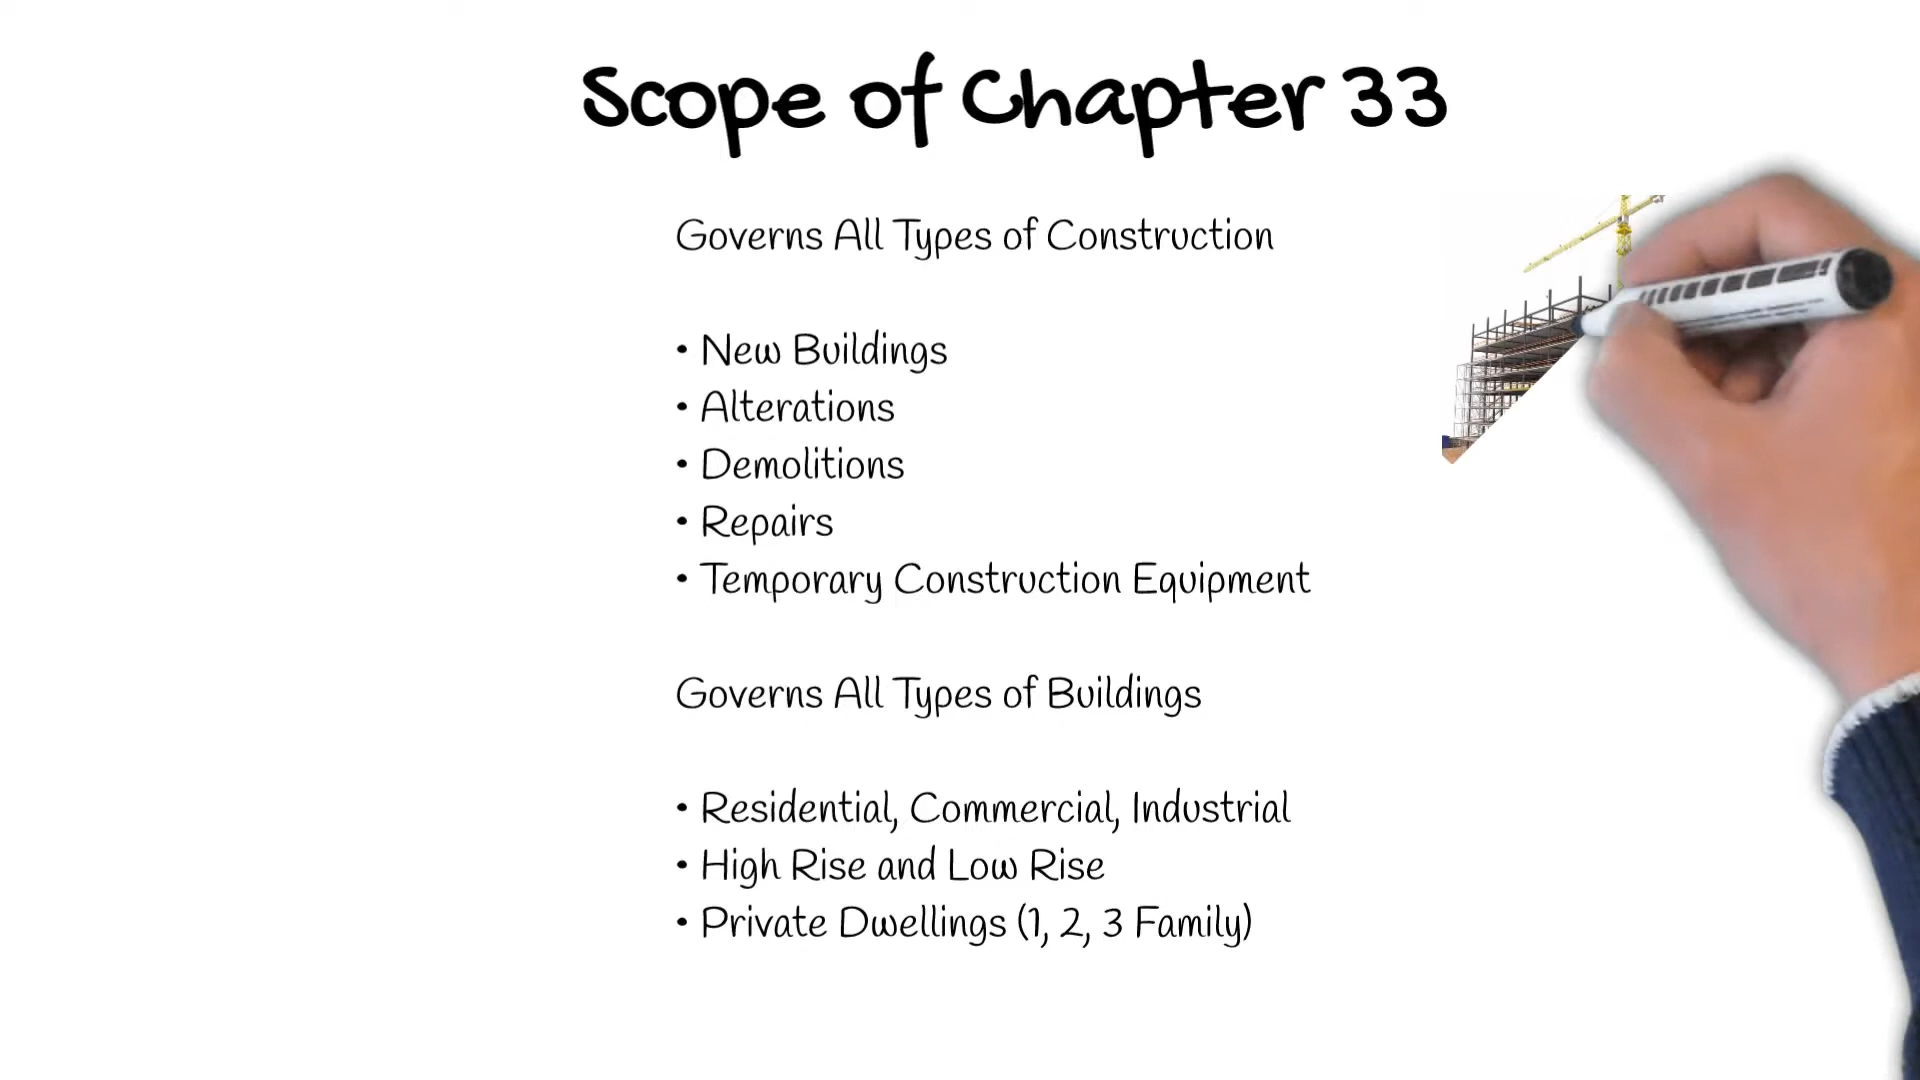 Scope of Chapter 33
Governs All Types of Construction
• New Buildings
• Alterations
• Demolitions
• Repairs
• Temporary Construction Equipment
Governs All Types of Buildings
• Residential, Commercial, Industrial
• High Rise and Low Rise
• Private Dwellings (1, 2, 3 Family)